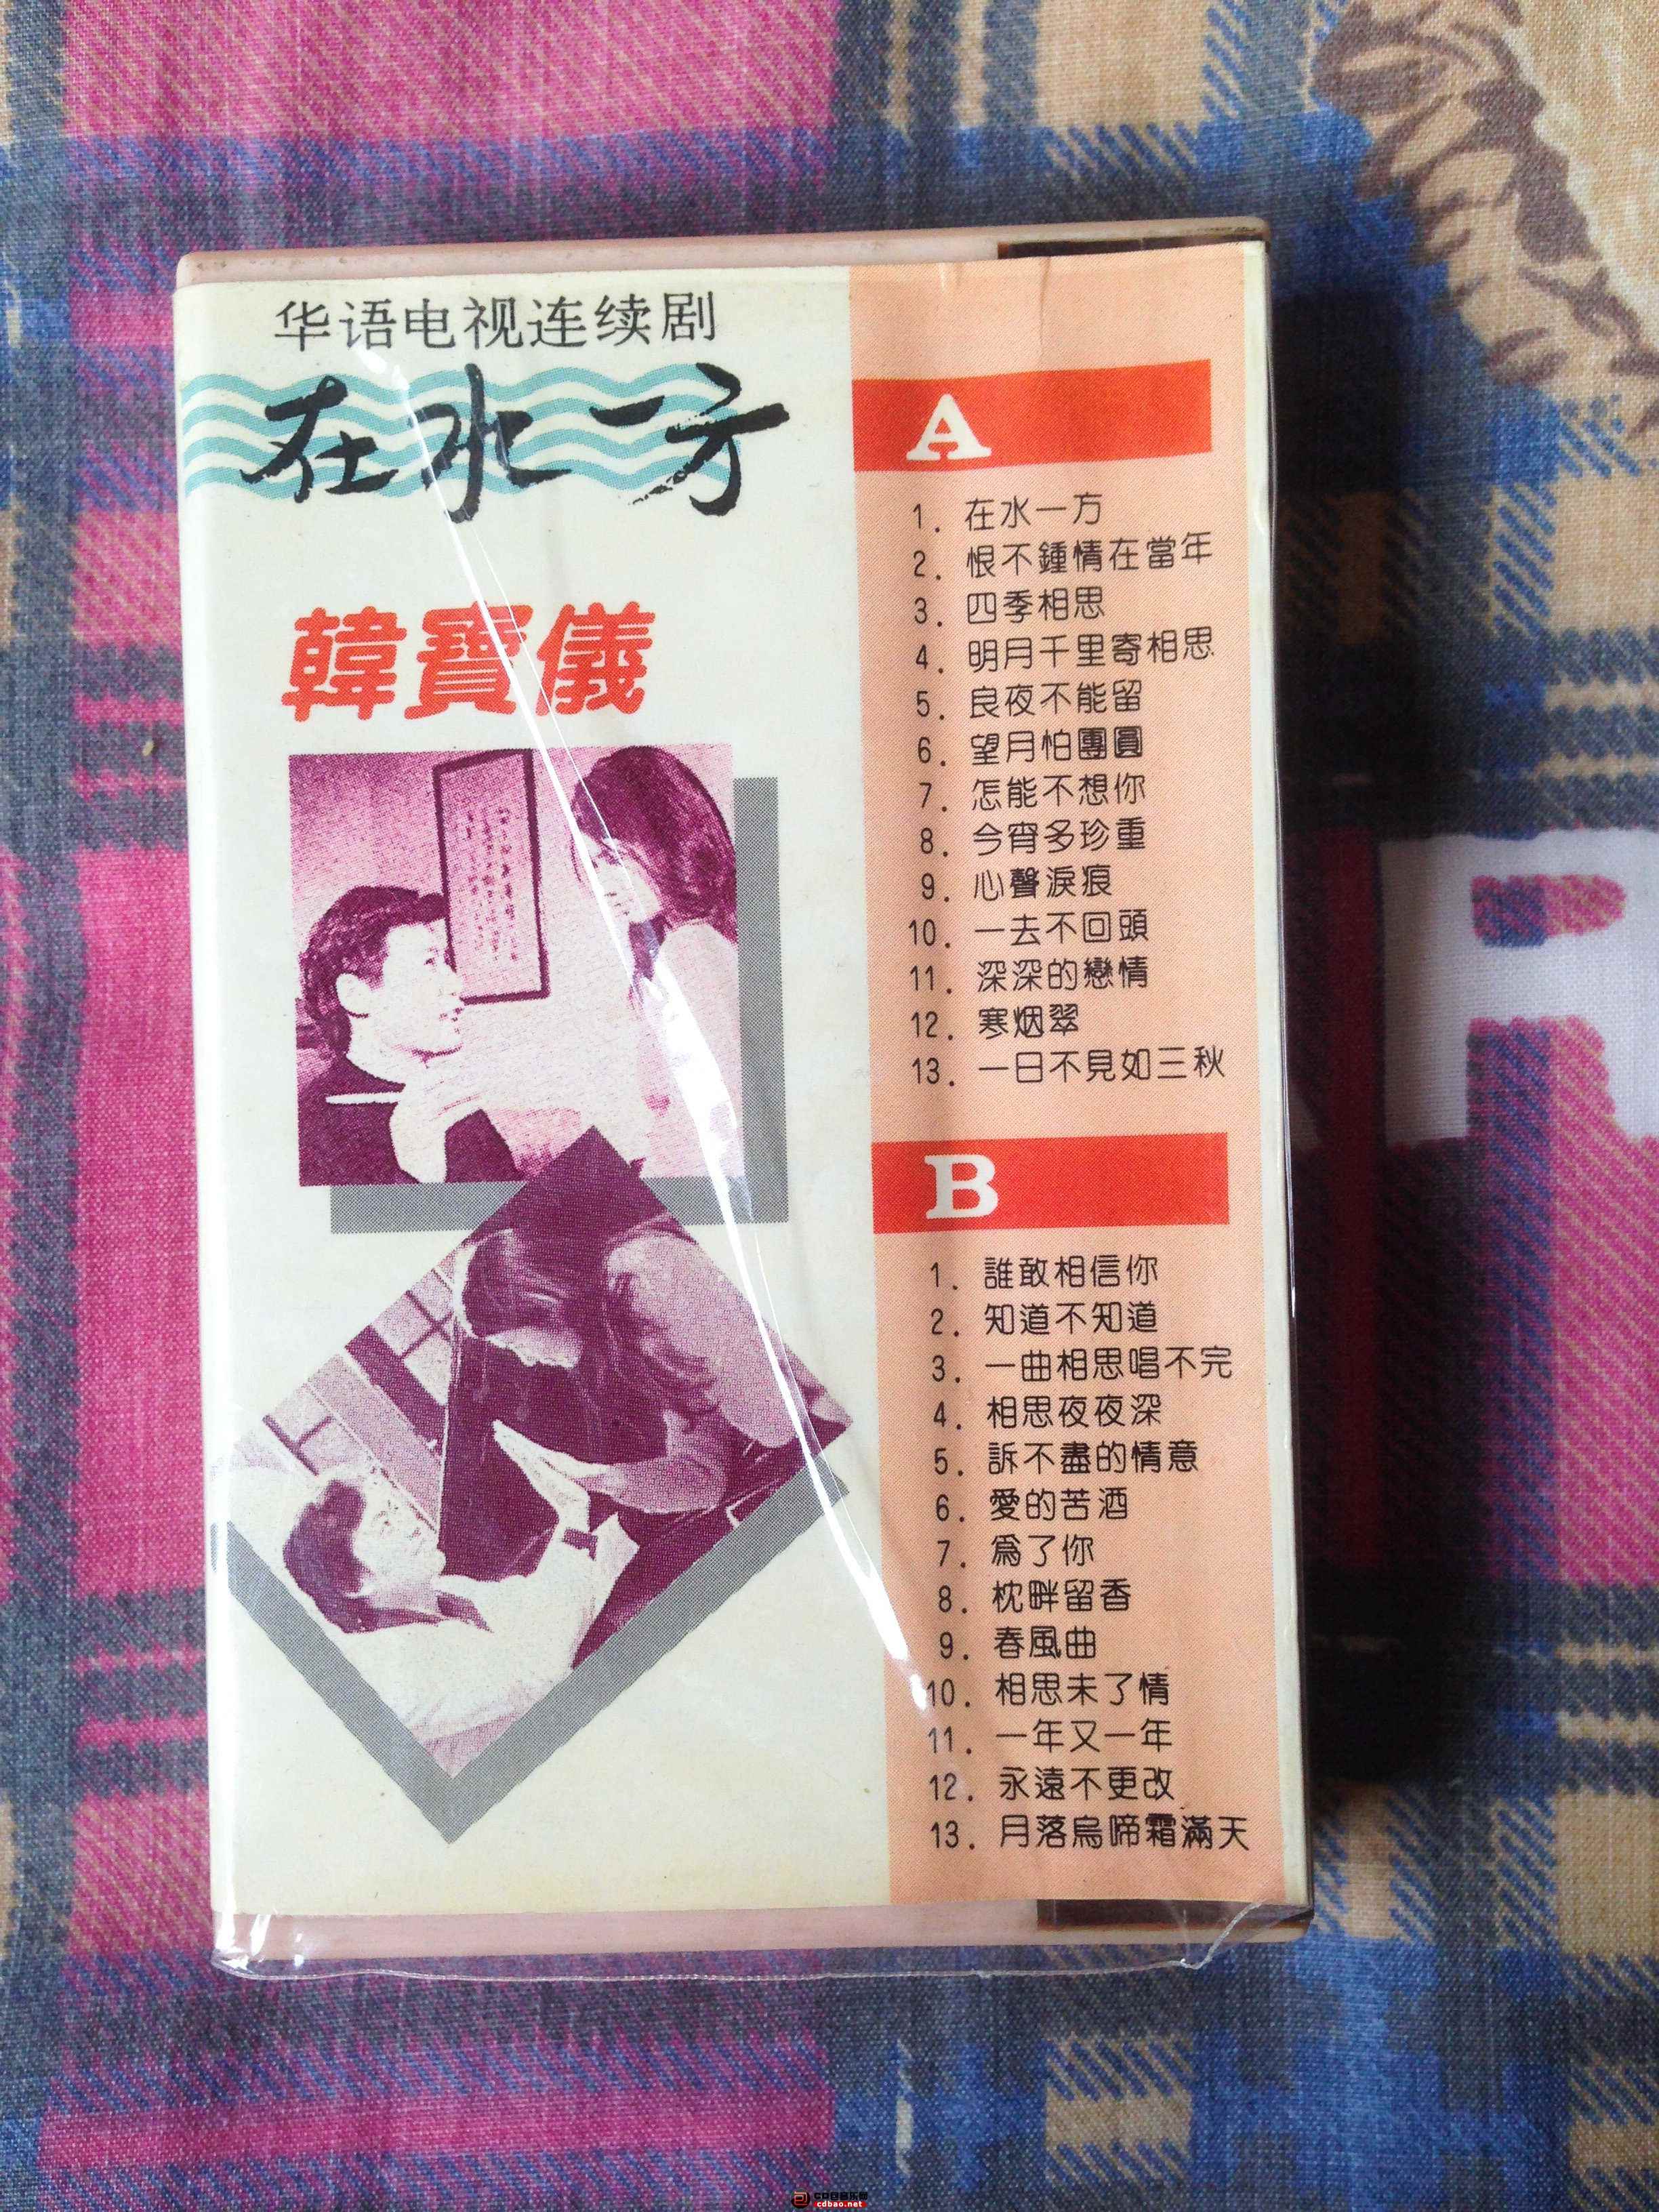 华语电视连续剧
在水一方
韓寶儀
A
1. 在水一方
2. 恨不鍾情在當年
3. 四季相思
4. 明月千里寄相思
5. 良夜不能留
6. 望月怕團圓
7. 怎能不想你
8. 今宵多珍重
9. 心聲淚痕
10. 一去不回頭
11. 深深的戀情
12. 寒烟翠
13. 一日不見如三秋
B
1. 誰敢相信你
2. 知道不知道
3. 一曲相思唱不完
4. 相思夜夜深
5. 訴不盡的情意
6. 愛的苦酒
7. 為了你
8. 枕畔留香
9. 春風曲
10. 相思未了情
11. 一年又一年
12. 永遠不更改
13. 月落烏啼霜滿天
cdbao.net